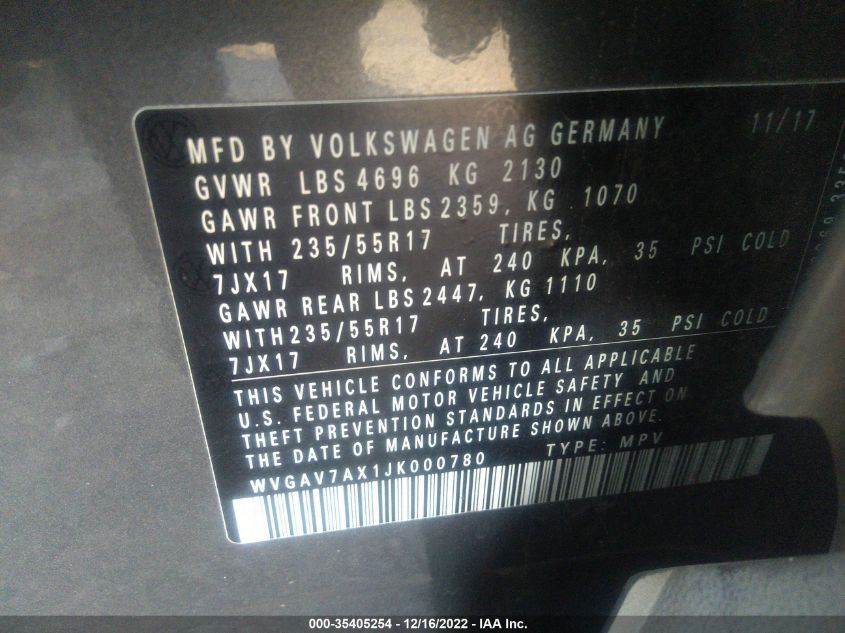 MFD BY VOLKSWAGEN AG GERMANY 11/17
GVWR LBS 4696 KG 2130
GAWR FRONT LBS 2359, KG 1070
WITH 235/55R17 TIRES,
7JX17 RIMS, AT 240 KPA, 35 PSI COLD
GAWR REAR LBS 2447, KG 1110
WITH 235/55R17 TIRES,
7JX17 RIMS, AT 240 KPA, 35 PSI COLD
THIS VEHICLE CONFORMS TO ALL APPLICABLE
U.S. FEDERAL MOTOR VEHICLE SAFETY AND
THEFT PREVENTION STANDARDS IN EFFECT ON
THE DATE OF MANUFACTURE SHOWN ABOVE.
WVGAV7AX1JK000780 TYPE: MPV
000-35405254 - 12/16/2022 - IAA Inc.